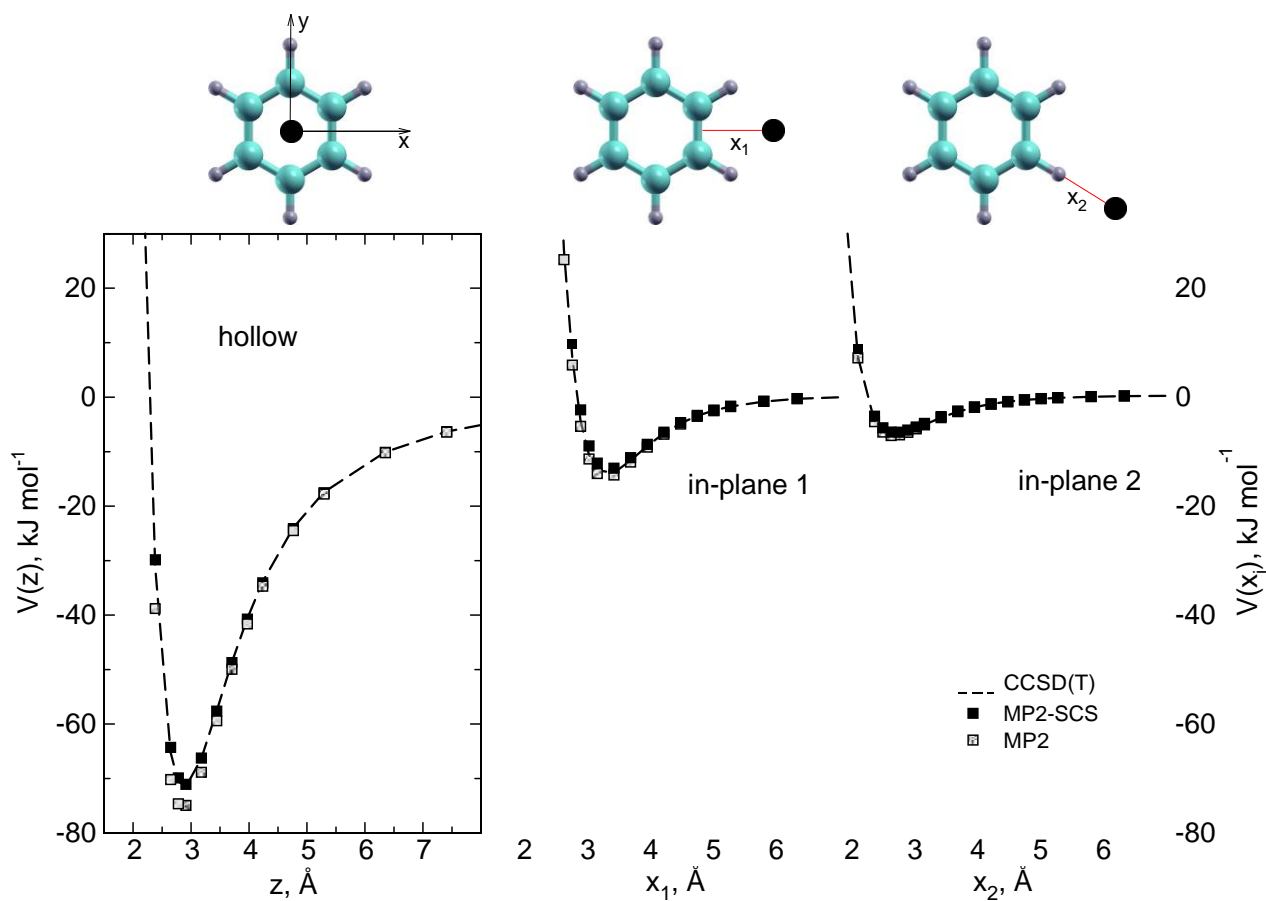 y
x
x1
x2
hollow
in-plane 1
in-plane 2
20
0
-20
-40
-60
-80
V(z), kJ mol-1
20
0
-20
-40
-60
-80
V(xi), kJ mol-1
CCSD(T)
MP2-SCS
MP2
2 3 4 5 6 7
2 3 4 5 6
2 3 4 5 6
z, Å
x1, Å
x2, Å